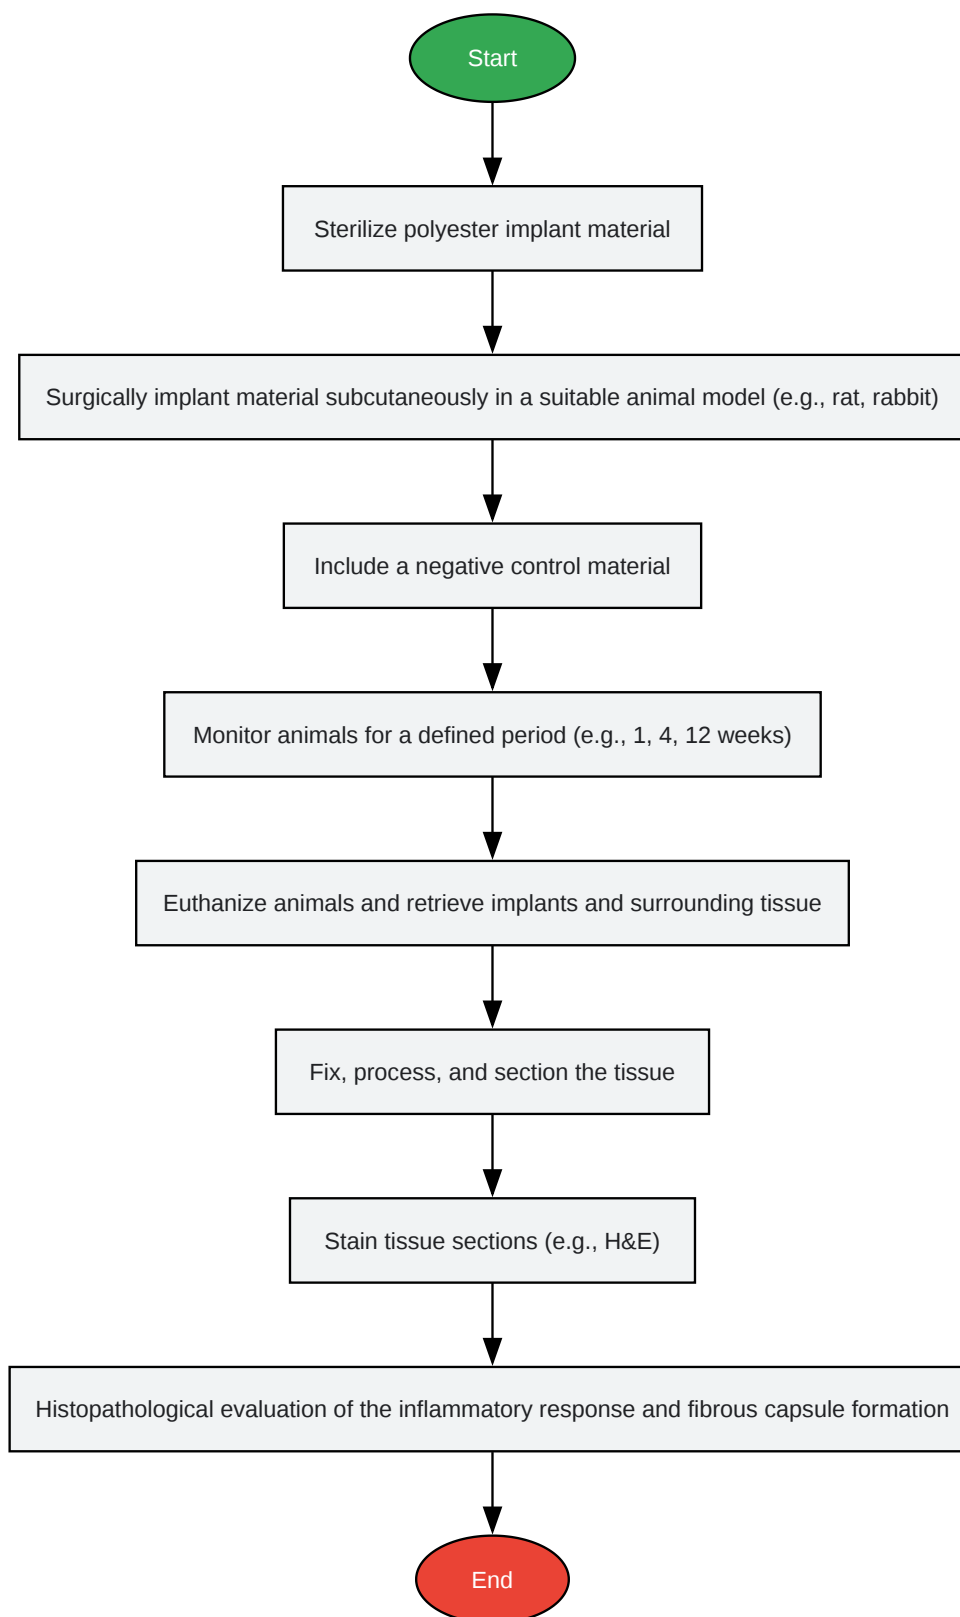 Start
Sterilize polyester implant material
Surgically implant material subcutaneously in a suitable animal model (e.g., rat, rabbit)
Include a negative control material
Monitor animals for a defined period (e.g., 1, 4, 12 weeks)
Euthanize animals and retrieve implants and surrounding tissue
Fix, process, and section the tissue
Stain tissue sections (e.g., H&E)
Histopathological evaluation of the inflammatory response and fibrous capsule formation
End